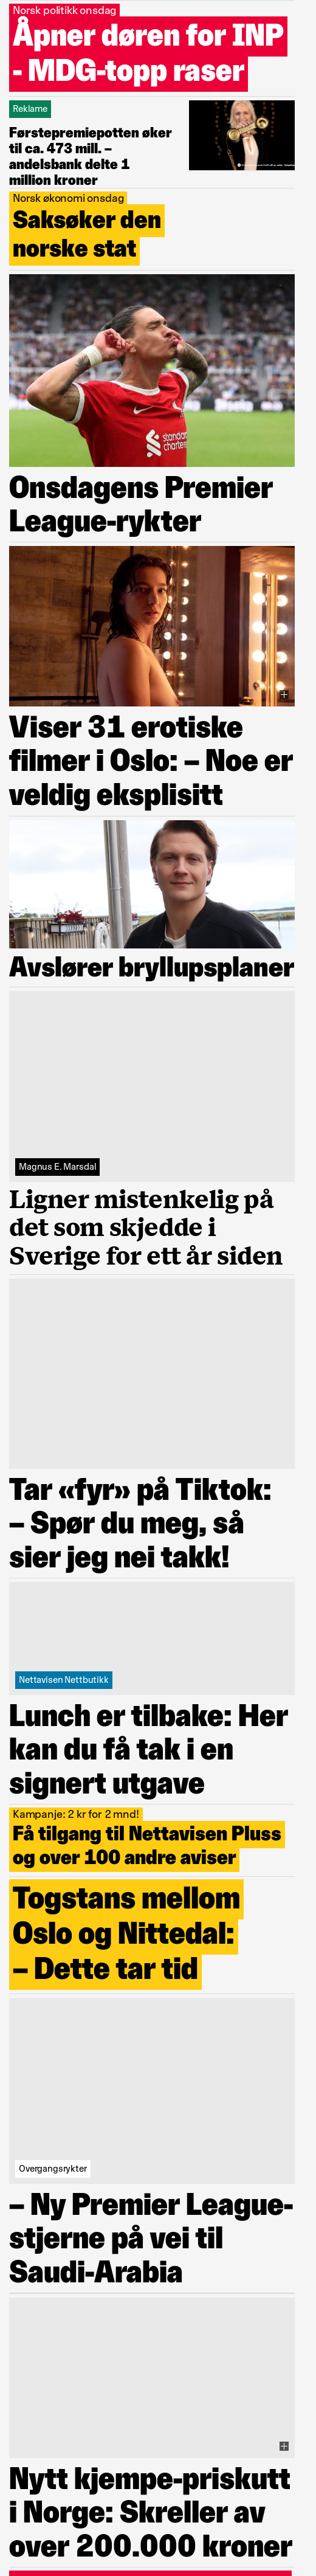 Norsk politikk onsdag
Åpner døren for INP
- MDG-topp raser
Reklame
Førstepremiepotten øker
til ca. 473 mill. –
andelsbank delte 1
million kroner
Norsk økonomi onsdag
Saksøker den
norske stat
standard
chartered
Onsdagens Premier
League-rykter
Viser 31 erotiske
filmer i Oslo: – Noe er
veldig eksplisitt
Avslører bryllupsplaner
Magnus E. Marsdal
Ligner mistenkelig på
det som skjedde i
Sverige for ett år siden
Tar «fyr» på Tiktok:
– Spør du meg, så
sier jeg nei takk!
Nettavisen Nettbutikk
Lunch er tilbake: Her
kan du få tak i en
signert utgave
Kampanje: 2 kr for 2 mnd!
Få tilgang til Nettavisen Pluss
og over 100 andre aviser
Togstans mellom
Oslo og Nittedal:
– Dette tar tid
Overgangsrykter
– Ny Premier League-
stjerne på vei til
Saudi-Arabia
Nytt kjempe-priskutt
i Norge: Skreller av
over 200.000 kroner